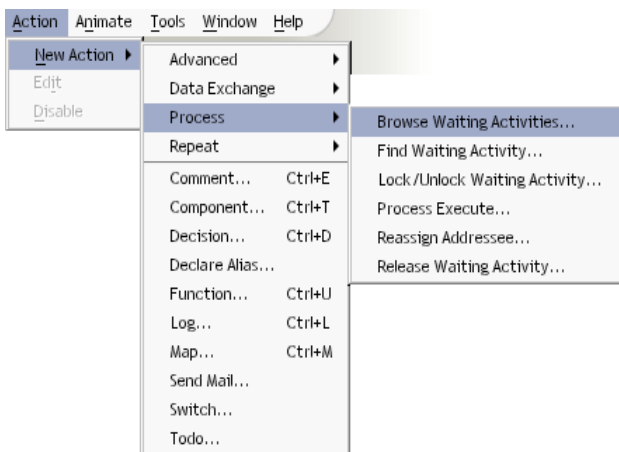 Action Animate Tools Window Help
New Action
Edit
Disable
Advanced
Data Exchange
Process
Repeat
Comment... Ctrl+E
Component... Ctrl+T
Decision... Ctrl+D
Declare Alias...
Function... Ctrl+U
Log... Ctrl+L
Map... Ctrl+M
Send Mail...
Switch...
Todo...
Browse Waiting Activities...
Find Waiting Activity...
Lock/Unlock Waiting Activity...
Process Execute...
Reassign Addressee...
Release Waiting Activity...